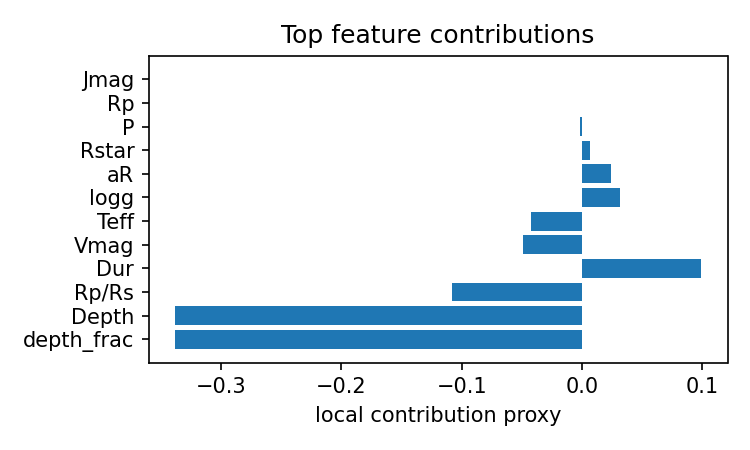 Top feature contributions
Jmag
Rp
P
Rstar
aR
logg
Teff
Vmag
Dur
Rp/Rs
Depth
depth_frac
−0.3 −0.2 −0.1 0.0 0.1
local contribution proxy